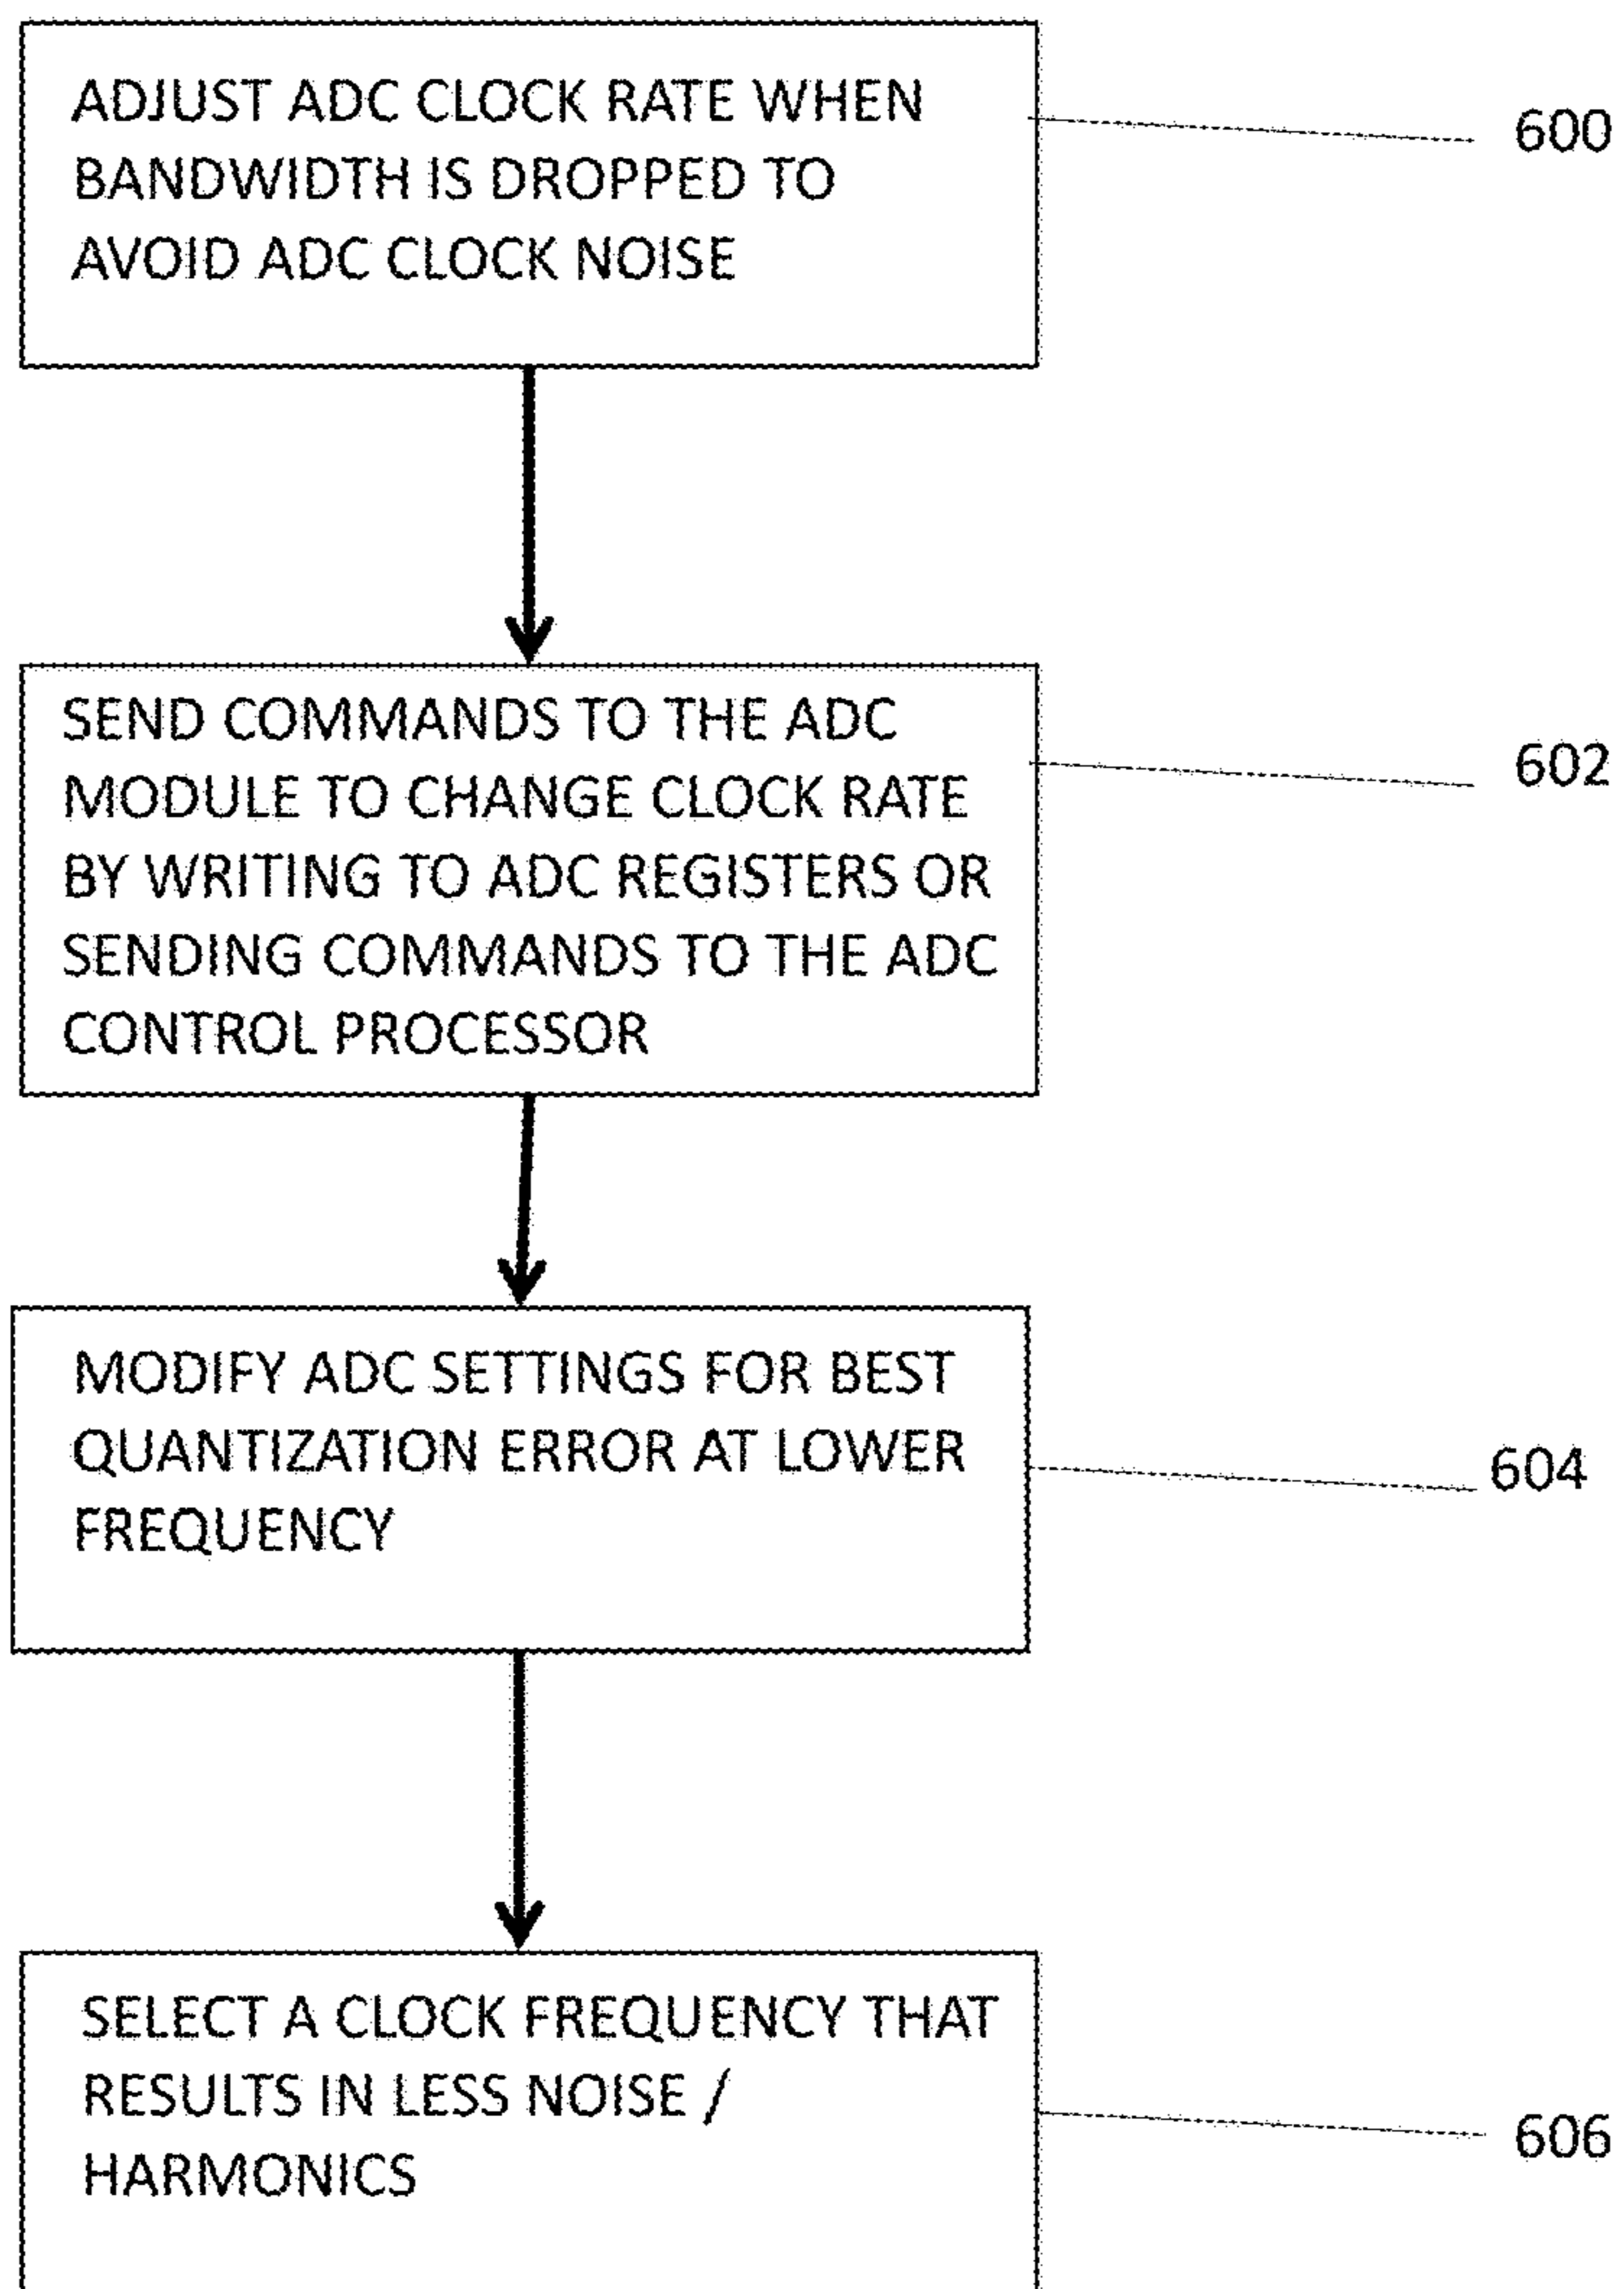 ADJUST ADC CLOCK RATE WHEN
BANDWIDTH IS DROPPED TO
AVOID ADC CLOCK NOISE
600
SEND COMMANDS TO THE ADC
MODULE TO CHANGE CLOCK RATE
BY WRITING TO ADC REGISTERS OR
SENDING COMMANDS TO THE ADC
CONTROL PROCESSOR
602
MODIFY ADC SETTINGS FOR BEST
QUANTIZATION ERROR AT LOWER
FREQUENCY
604
SELECT A CLOCK FREQUENCY THAT
RESULTS IN LESS NOISE /
HARMONICS
606